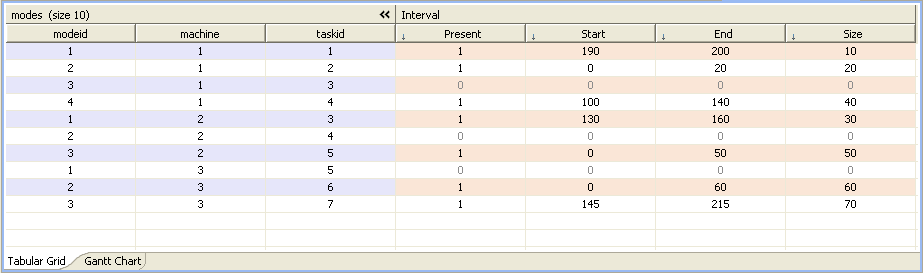 modes (size 10) « Interval
modeid machine taskid ↓ Present ↓ Start ↓ End ↓ Size
1 1 1 1 190 200 10
2 1 2 1 0 20 20
3 1 3 0 0 0 0
4 1 4 1 100 140 40
1 2 3 1 130 160 30
2 2 4 0 0 0 0
3 2 5 1 0 50 50
1 3 5 0 0 0 0
2 3 6 1 0 60 60
3 3 7 1 145 215 70
Tabular Grid Gantt Chart